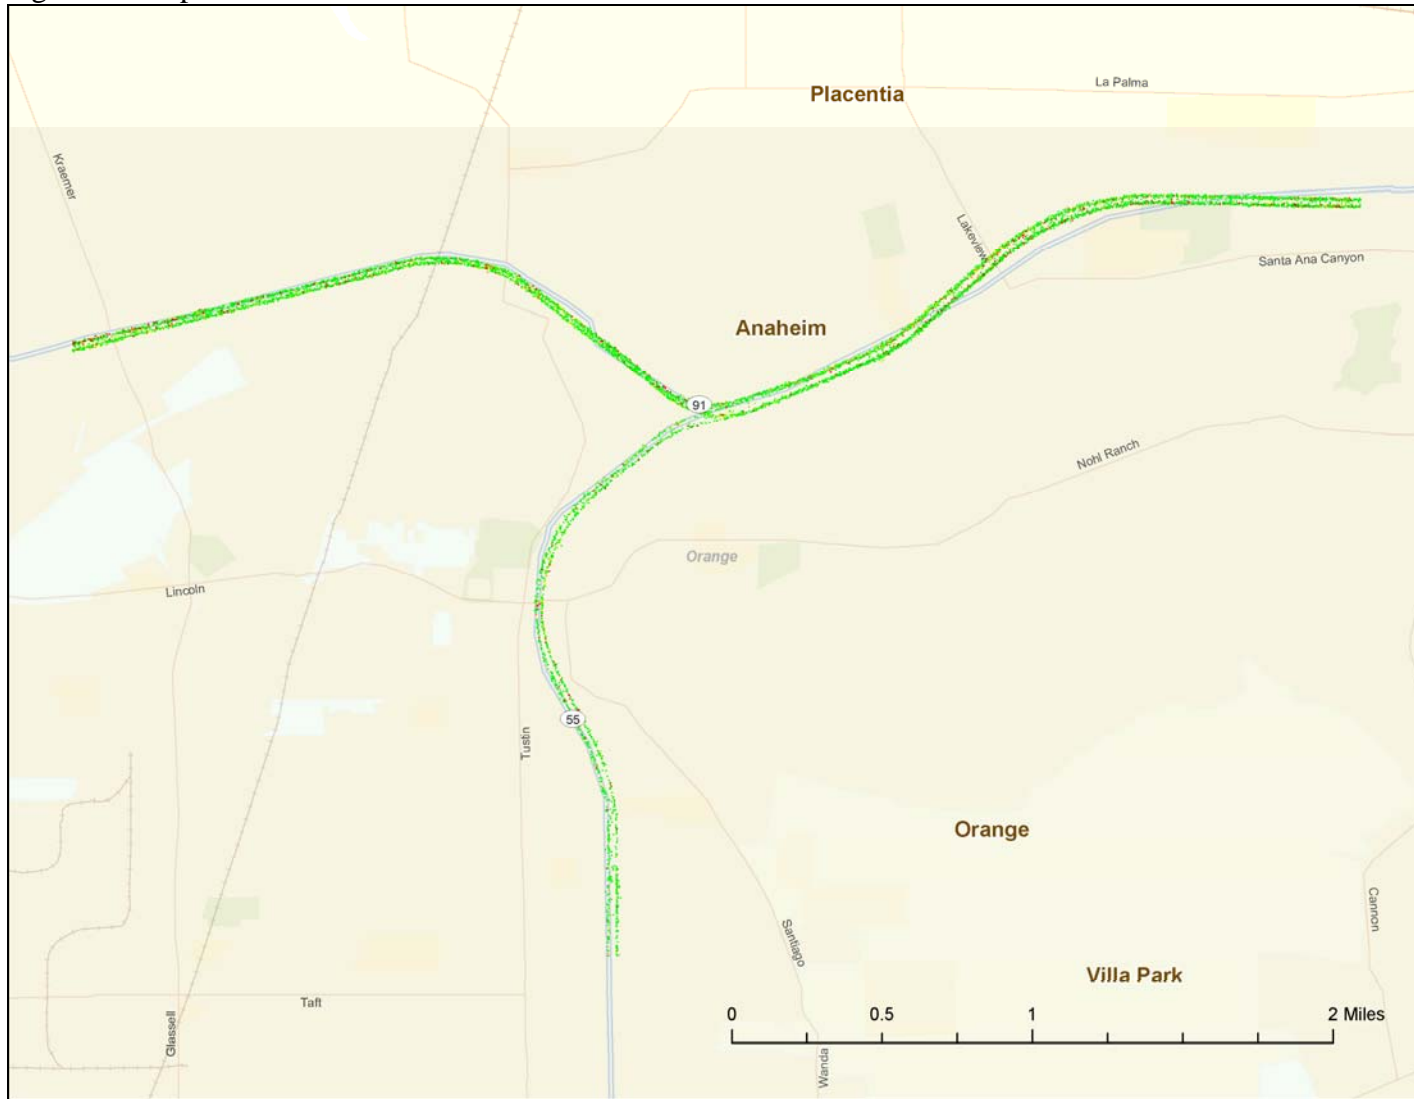 La Palma
Placentia
Kraemer
Lakeview
Santa Ana Canyon
Anaheim
91
Nohl Ranch
Orange
Lincoln
55
Tustin
Orange
Cannon
Santiago
Villa Park
Taft
0 0.5 1 2 Miles
Glassell
Wanda